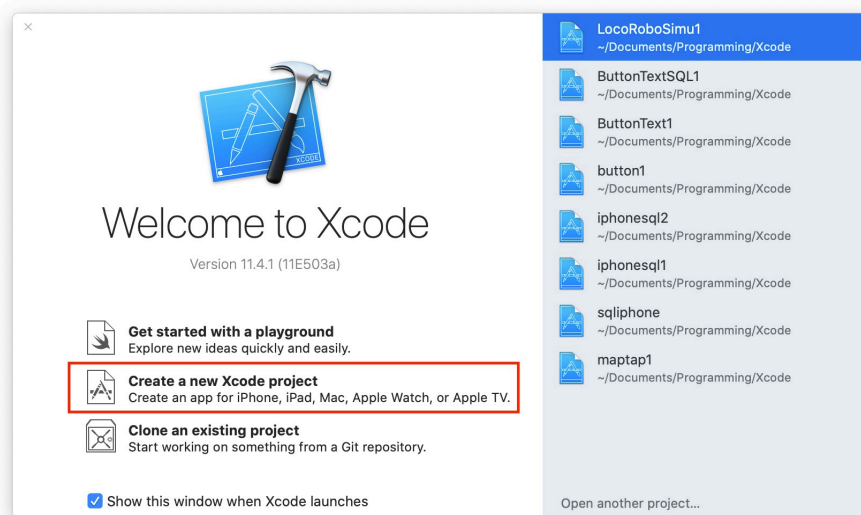 XCODE
Welcome to Xcode
Version 11.4.1 (11E503a)
Get started with a playground
Explore new ideas quickly and easily.
Create a new Xcode project
Create an app for iPhone, iPad, Mac, Apple Watch, or Apple TV.
Clone an existing project
Start working on something from a Git repository.
Show this window when Xcode launches
LocoRoboSimu1
~/Documents/Programming/Xcode
ButtonTextSQL1
~/Documents/Programming/Xcode
ButtonText1
~/Documents/Programming/Xcode
button1
~/Documents/Programming/Xcode
iphonesql2
~/Documents/Programming/Xcode
iphonesql1
~/Documents/Programming/Xcode
sqliphone
~/Documents/Programming/Xcode
maptap1
~/Documents/Programming/Xcode
Open another project...